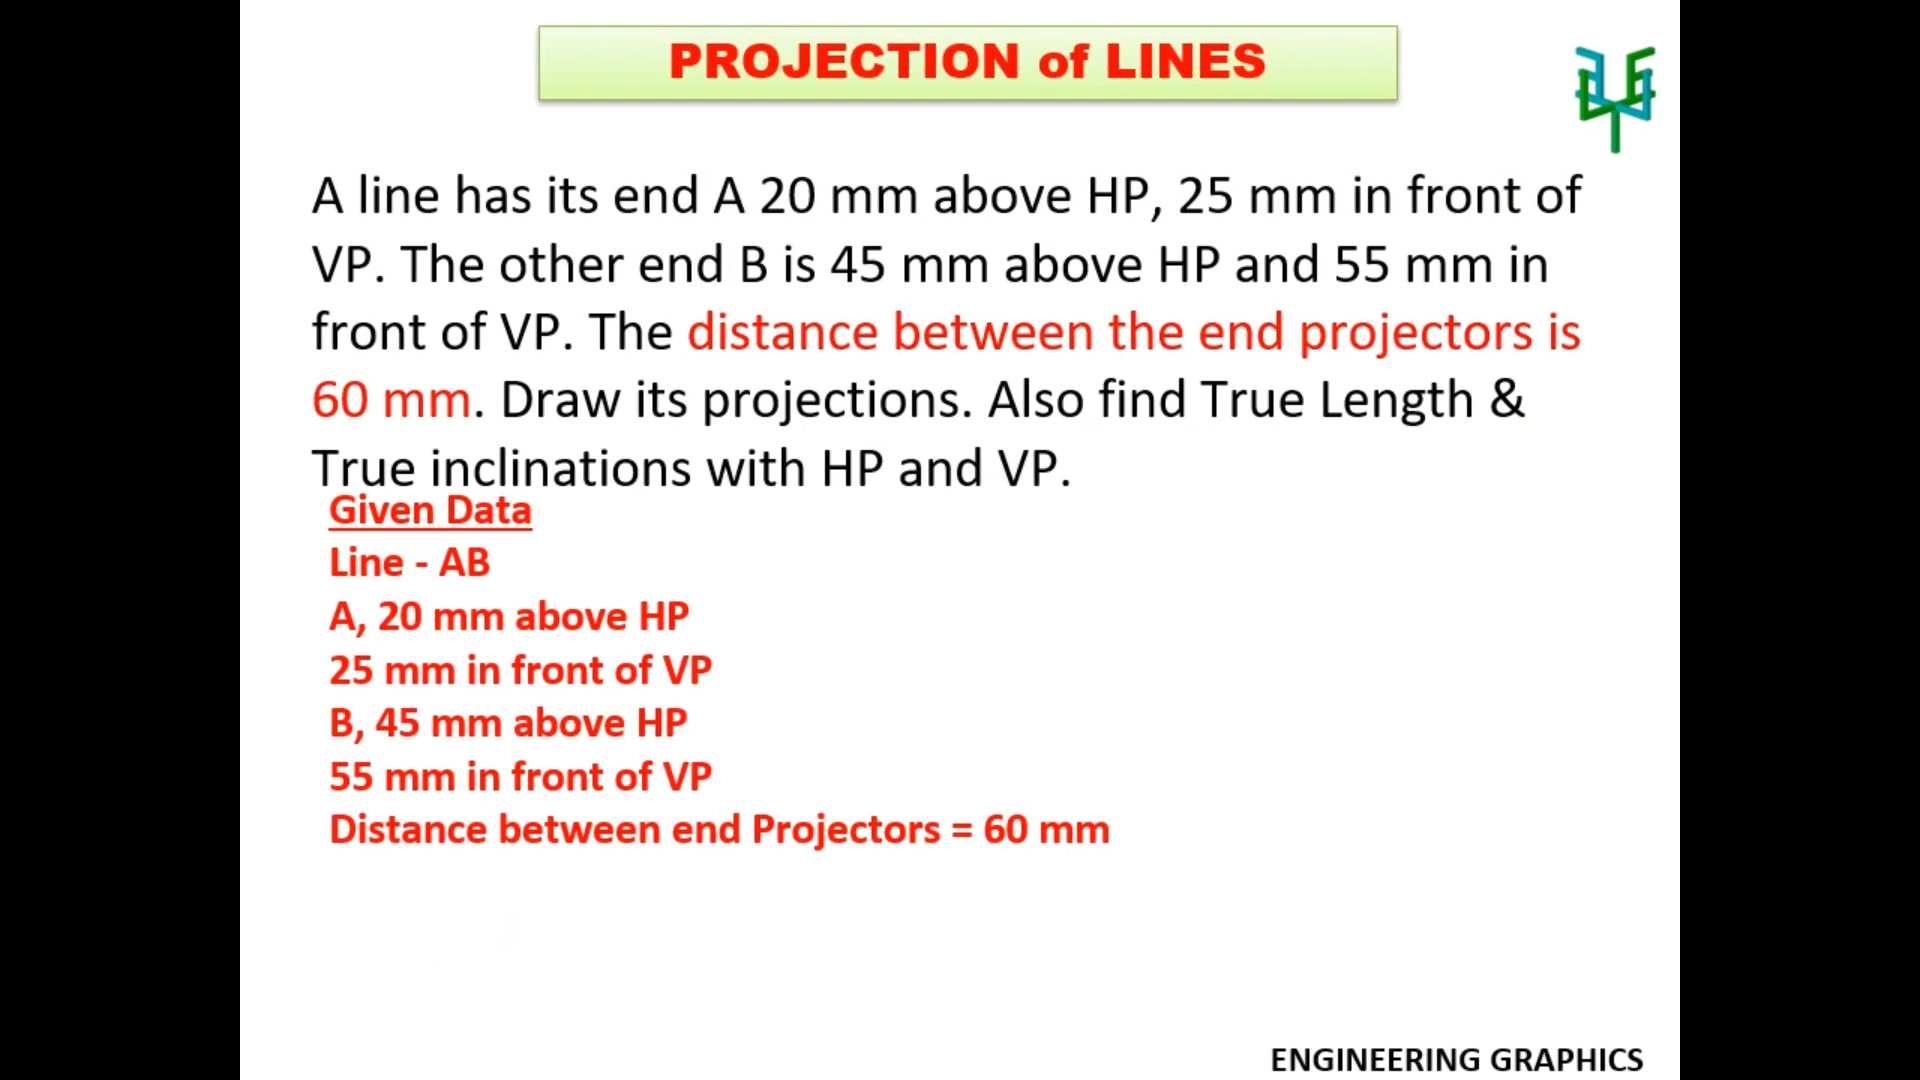 PROJECTION of LINES
A line has its end A 20 mm above HP, 25 mm in front of
VP. The other end B is 45 mm above HP and 55 mm in
front of VP. The distance between the end projectors is
60 mm. Draw its projections. Also find True Length &
True inclinations with HP and VP.
Given Data
Line - AB
A, 20 mm above HP
25 mm in front of VP
B, 45 mm above HP
55 mm in front of VP
Distance between end Projectors = 60 mm
ENGINEERING GRAPHICS